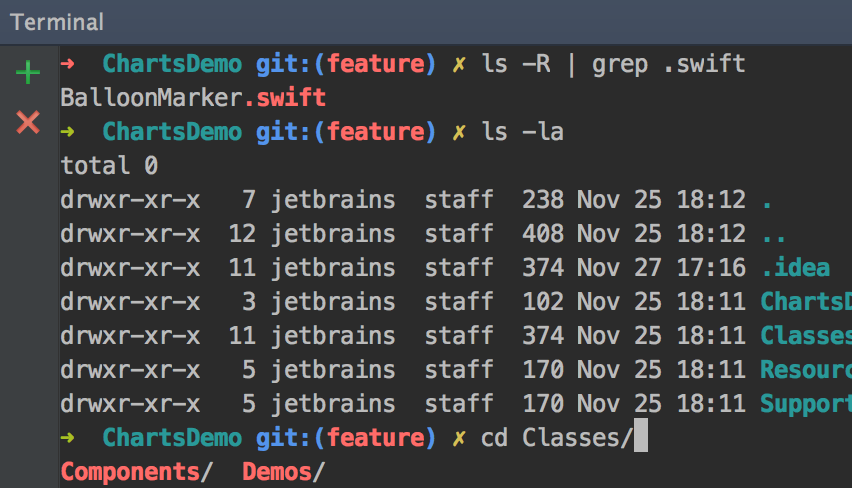 Terminal
➜ ChartsDemo git:(feature) ✗ ls -R | grep .swift
BalloonMarker.swift
➜ ChartsDemo git:(feature) ✗ ls -la
total 0
drwxr-xr-x 7 jetbrains staff 238 Nov 25 18:12 .
drwxr-xr-x 12 jetbrains staff 408 Nov 25 18:12 ..
drwxr-xr-x 11 jetbrains staff 374 Nov 27 17:16 .idea
drwxr-xr-x 3 jetbrains staff 102 Nov 25 18:11 ChartsD
drwxr-xr-x 11 jetbrains staff 374 Nov 25 18:11 Classes
drwxr-xr-x 5 jetbrains staff 170 Nov 25 18:11 Resourc
drwxr-xr-x 5 jetbrains staff 170 Nov 25 18:11 Support
➜ ChartsDemo git:(feature) ✗ cd Classes/
Components/ Demos/